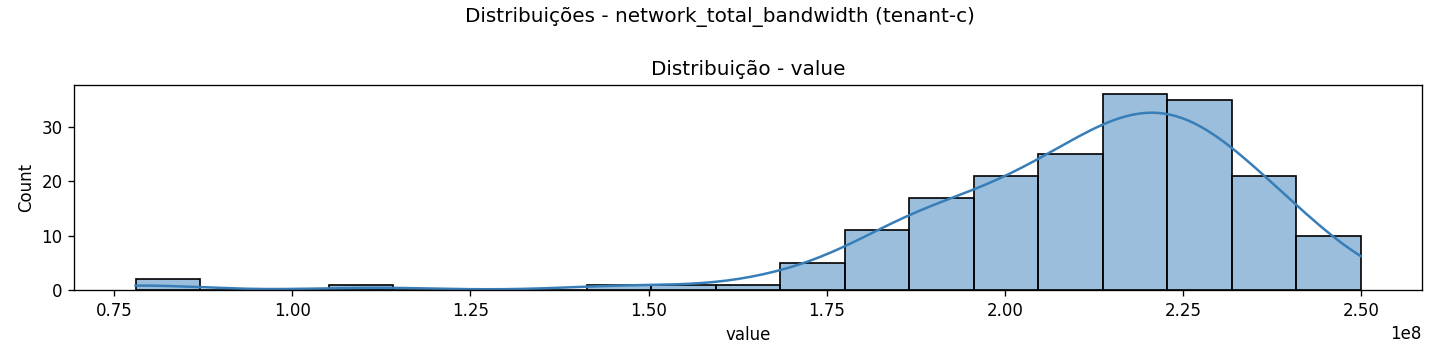 Distribuições - network_total_bandwidth (tenant-c)
Distribuição - value
Count
30
20
10
0
0.75 1.00 1.25 1.50 1.75 2.00 2.25 2.50
value
1e8